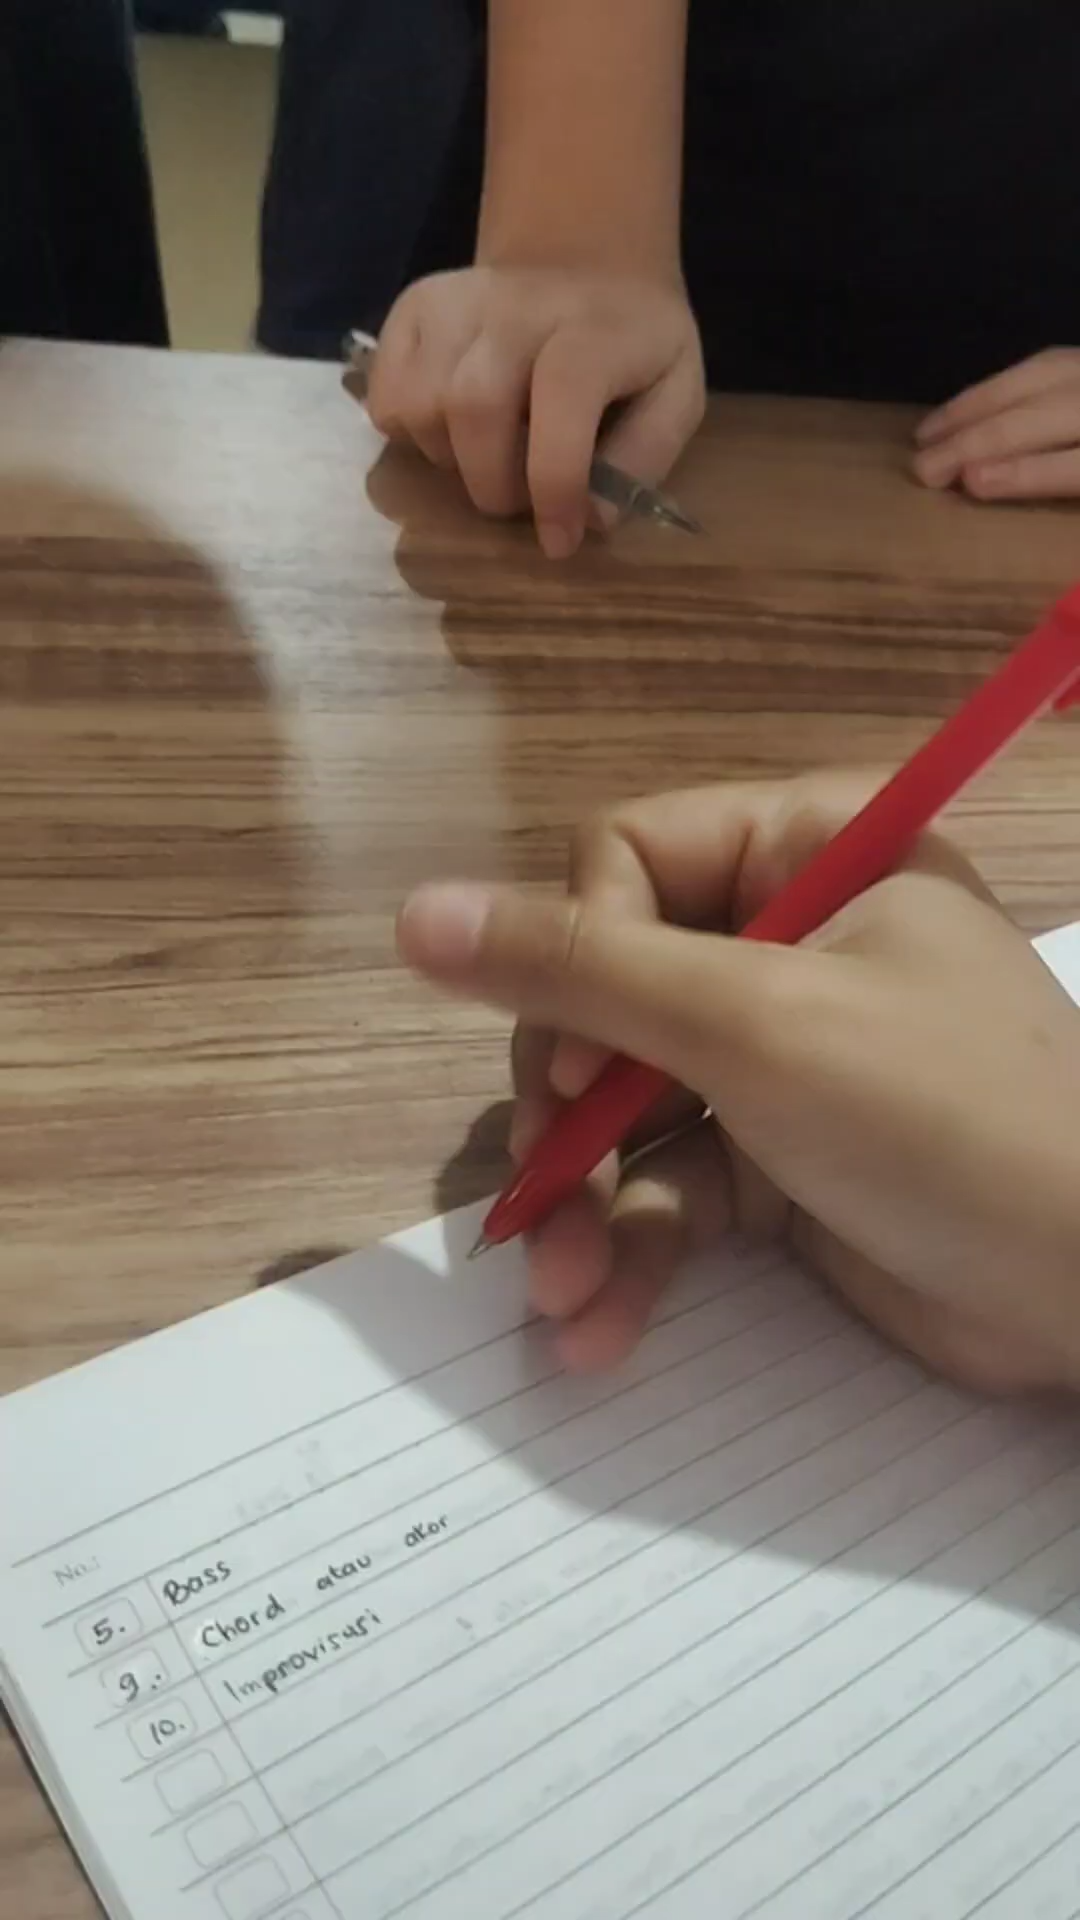 No.:
5. Bass
9. Chord atau akor
10. Improvisasi